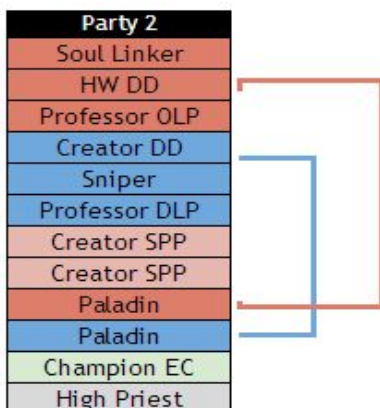 Party 2
Soul Linker
HW DD
Professor OLP
Creator DD
Sniper
Professor DLP
Creator SPP
Creator SPP
Paladin
Paladin
Champion EC
High Priest